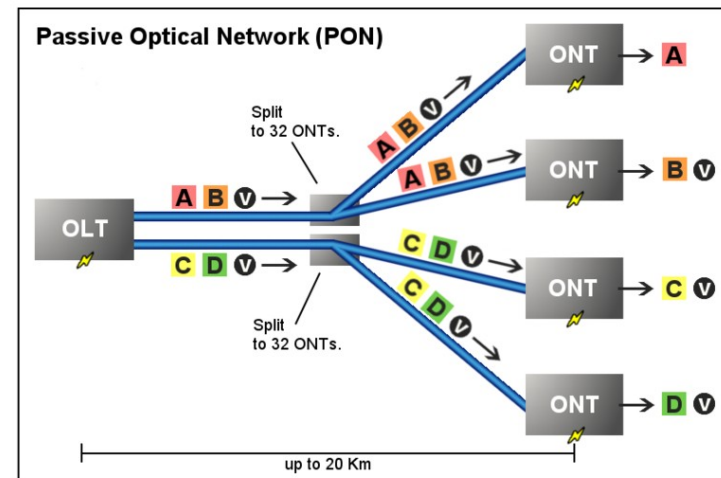 Passive Optical Network (PON)
ONT
A
Split
to 32 ONTs.
A B V
A B V
A B V
ONT
B V
OLT
C D V
C D V
C D V
ONT
C V
Split
to 32 ONTs.
ONT
D V
up to 20 Km